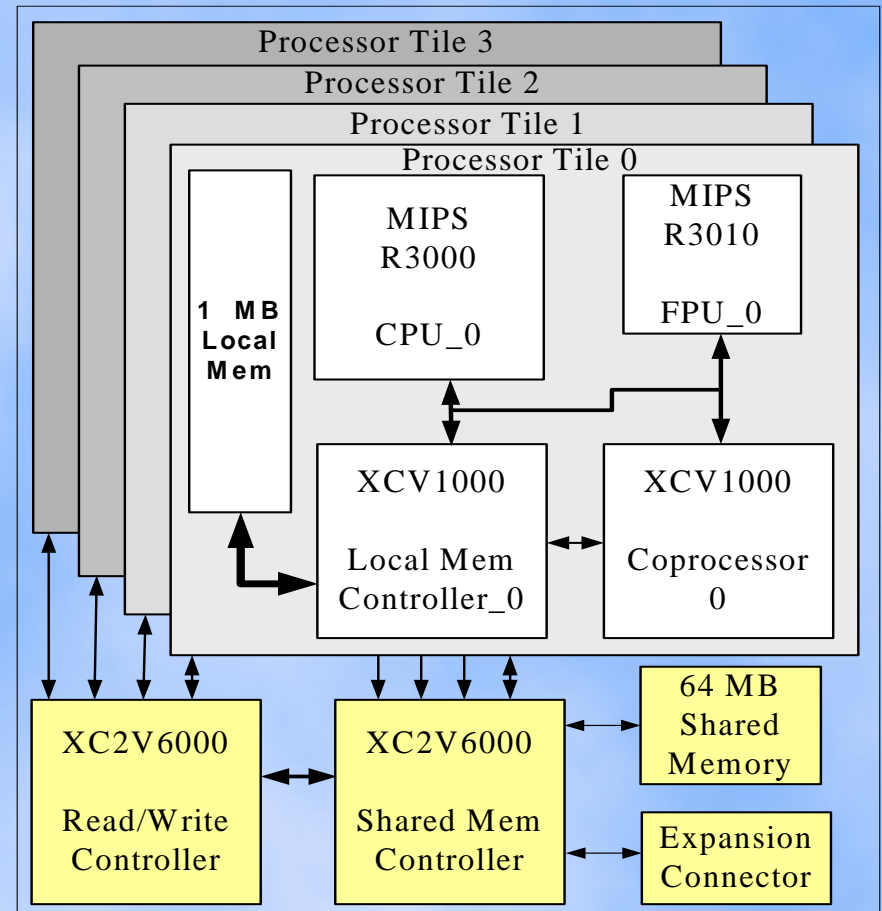 Processor Tile 3
Processor Tile 2
Processor Tile 1
Processor Tile 0
1 MB
Local
Mem
MIPS
R3000
CPU_0
MIPS
R3010
FPU_0
XCV1000
Local Mem
Controller_0
XCV1000
Coprocessor
0
XC2V6000
Read/Write
Controller
XC2V6000
Shared Mem
Controller
64 MB
Shared
Memory
Expansion
Connector